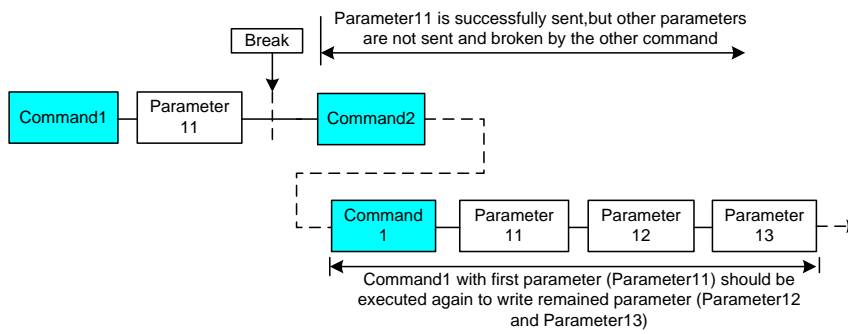 Parameter11 is successfully sent,but other parameters
are not sent and broken by the other command
Break
Command1
Parameter
11
Command2
Command
1
Parameter
11
Parameter
12
Parameter
13
Command1 with first parameter (Parameter11) should be
executed again to write remained parameter (Parameter12
and Parameter13)